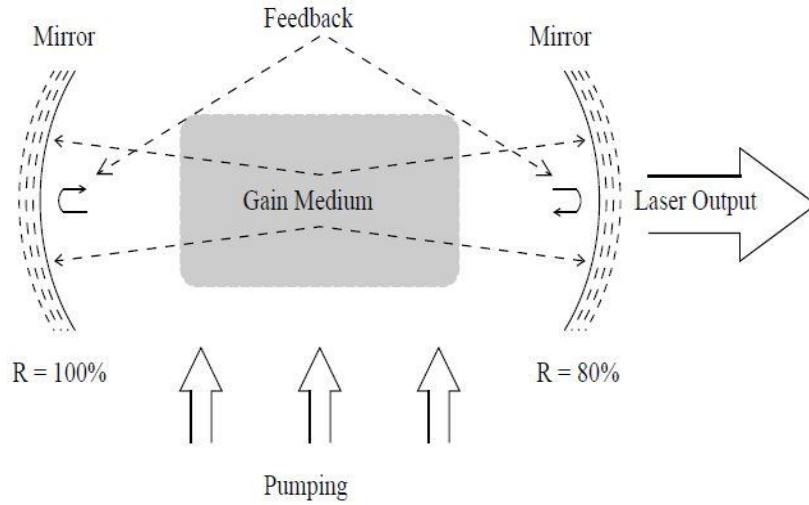 Feedback
Mirror
Mirror
Gain Medium
Laser Output
R = 100%
R = 80%
Pumping